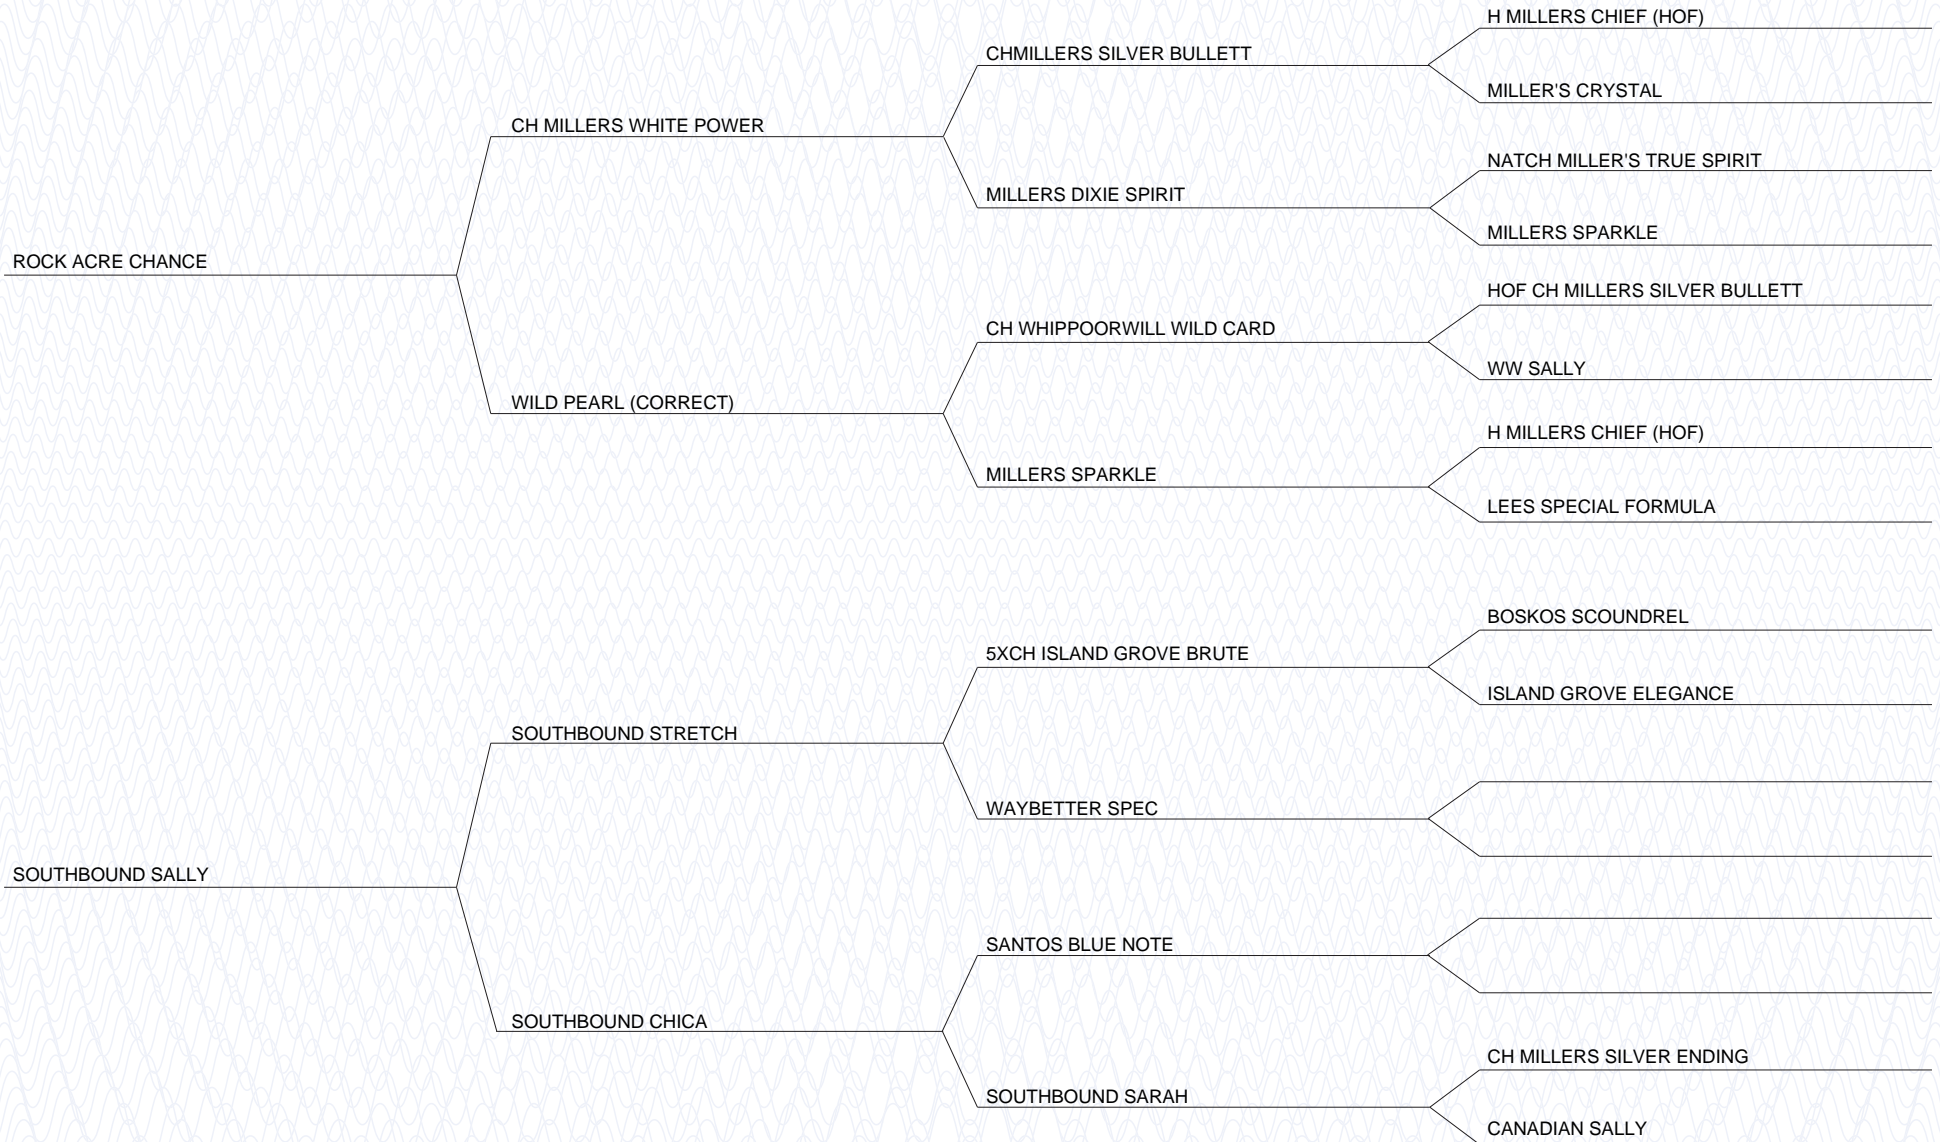 H MILLERS CHIEF (HOF)
CHMILLERS SILVER BULLETT
MILLER'S CRYSTAL
CH MILLERS WHITE POWER
NATCH MILLER'S TRUE SPIRIT
MILLERS DIXIE SPIRIT
MILLERS SPARKLE
ROCK ACRE CHANCE
HOF CH MILLERS SILVER BULLETT
CH WHIPPOORWILL WILD CARD
WW SALLY
WILD PEARL (CORRECT)
H MILLERS CHIEF (HOF)
MILLERS SPARKLE
LEES SPECIAL FORMULA
BOSKOS SCOUNDREL
5XCH ISLAND GROVE BRUTE
ISLAND GROVE ELEGANCE
SOUTHBOUND STRETCH
WAYBETTER SPEC
SOUTHBOUND SALLY
SANTOS BLUE NOTE
SOUTHBOUND CHICA
CH MILLERS SILVER ENDING
SOUTHBOUND SARAH
CANADIAN SALLY